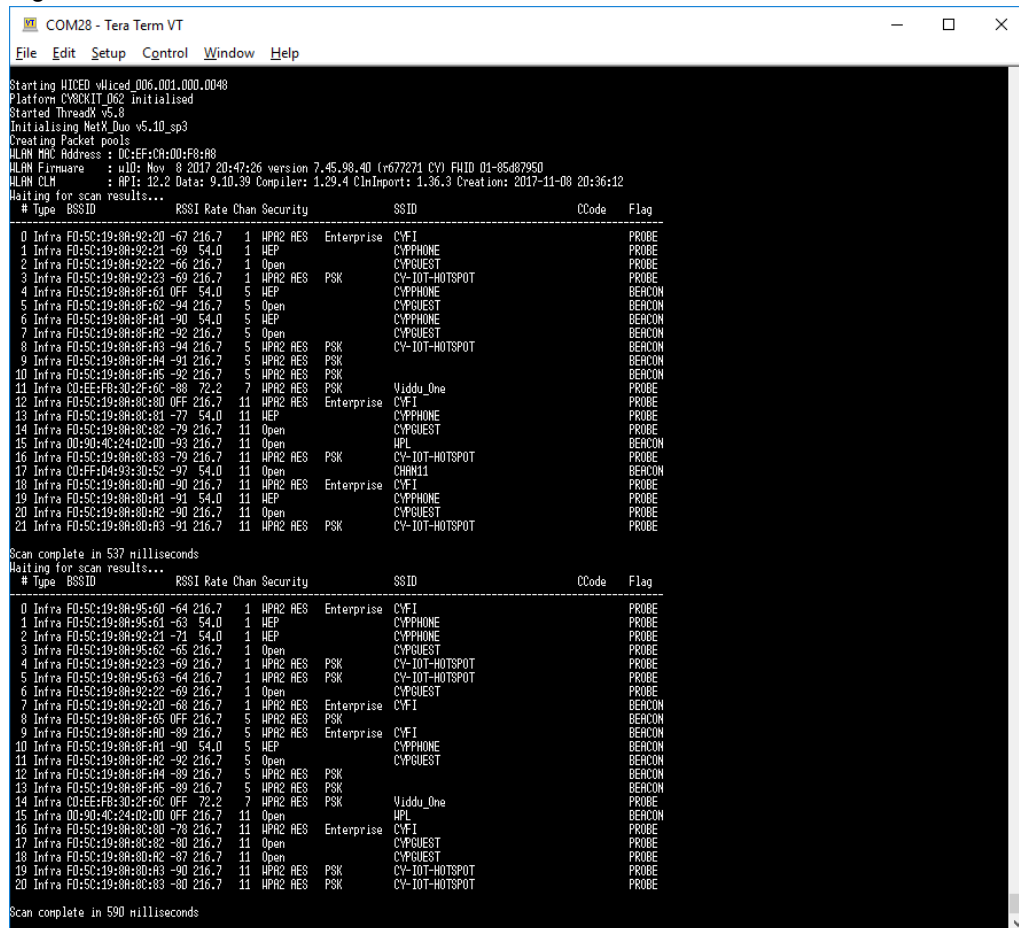 COM28 - Tera Term VT
File Edit Setup Control Window Help
Starting WICED vWiced_006.001.000.0048
Platform CY8CKIT_062 initialised
Started ThreadX v5.8
Initialising NetX_Duo v5.10_sp3
Creating Packet pools
WLAN MAC Address : DC:EF:CA:00:F8:A8
WLAN Firmware : wl0: Nov 8 2017 20:47:26 version 7.45.98.40 (r677271 CY) FWID 01-85d87950
WLAN CLM : API: 12.2 Data: 9.10.39 Compiler: 1.29.4 ClmImport: 1.36.3 Creation: 2017-11-08 20:36:12
Waiting for scan results...
# Type BSSID RSSI Rate Chan Security SSID CCode Flag
0 Infra F0:5C:19:8A:92:20 -67 216.7 1 WPA2 AES Enterprise CYFI PROBE
1 Infra F0:5C:19:8A:92:21 -69 54.0 1 WEP CYPPHONE PROBE
2 Infra F0:5C:19:8A:92:22 -66 216.7 1 Open CYPGUEST PROBE
3 Infra F0:5C:19:8A:92:23 -69 216.7 1 WPA2 AES PSK CY-IOT-HOTSPOT PROBE
4 Infra F0:5C:19:8A:8F:61 OFF 54.0 5 WEP CYPPHONE BEACON
5 Infra F0:5C:19:8A:8F:62 -94 216.7 5 Open CYPGUEST BEACON
6 Infra F0:5C:19:8A:8F:A1 -90 54.0 5 WEP CYPPHONE BEACON
7 Infra F0:5C:19:8A:8F:A2 -92 216.7 5 Open CYPGUEST BEACON
8 Infra F0:5C:19:8A:8F:A3 -94 216.7 5 WPA2 AES PSK CY-IOT-HOTSPOT BEACON
9 Infra F0:5C:19:8A:8F:A4 -91 216.7 5 WPA2 AES PSK BEACON
10 Infra F0:5C:19:8A:8F:A5 -92 216.7 5 WPA2 AES PSK BEACON
11 Infra C0:EE:FB:30:2F:6C -88 72.2 7 WPA2 AES PSK Viddu_One PROBE
12 Infra F0:5C:19:8A:8C:80 OFF 216.7 11 WPA2 AES Enterprise CYFI PROBE
13 Infra F0:5C:19:8A:8C:81 -77 54.0 11 WEP CYPPHONE PROBE
14 Infra F0:5C:19:8A:8C:82 -79 216.7 11 Open CYPGUEST PROBE
15 Infra 00:90:4C:24:02:0D -93 216.7 11 Open WPL BEACON
16 Infra F0:5C:19:8A:8C:83 -79 216.7 11 WPA2 AES PSK CY-IOT-HOTSPOT PROBE
17 Infra C0:FF:D4:93:3D:52 -97 54.0 11 Open CHAN11 BEACON
18 Infra F0:5C:19:8A:8D:A0 -90 216.7 11 WPA2 AES Enterprise CYFI PROBE
19 Infra F0:5C:19:8A:8D:A1 -91 54.0 11 WEP CYPPHONE PROBE
20 Infra F0:5C:19:8A:8D:A2 -90 216.7 11 Open CYPGUEST PROBE
21 Infra F0:5C:19:8A:8D:A3 -91 216.7 11 WPA2 AES PSK CY-IOT-HOTSPOT PROBE
Scan complete in 537 milliseconds
Waiting for scan results...
# Type BSSID RSSI Rate Chan Security SSID CCode Flag
0 Infra F0:5C:19:8A:95:60 -64 216.7 1 WPA2 AES Enterprise CYFI PROBE
1 Infra F0:5C:19:8A:95:61 -63 54.0 1 WEP CYPPHONE PROBE
2 Infra F0:5C:19:8A:92:21 -71 54.0 1 WEP CYPPHONE PROBE
3 Infra F0:5C:19:8A:95:62 -65 216.7 1 Open CYPGUEST PROBE
4 Infra F0:5C:19:8A:92:23 -69 216.7 1 WPA2 AES PSK CY-IOT-HOTSPOT PROBE
5 Infra F0:5C:19:8A:95:63 -64 216.7 1 WPA2 AES PSK CY-IOT-HOTSPOT PROBE
6 Infra F0:5C:19:8A:92:22 -69 216.7 1 Open CYPGUEST PROBE
7 Infra F0:5C:19:8A:92:20 -68 216.7 1 WPA2 AES Enterprise CYFI BEACON
8 Infra F0:5C:19:8A:8F:65 OFF 216.7 5 WPA2 AES PSK BEACON
9 Infra F0:5C:19:8A:8F:A0 -89 216.7 5 WPA2 AES Enterprise CYFI BEACON
10 Infra F0:5C:19:8A:8F:A1 -90 54.0 5 WEP CYPPHONE BEACON
11 Infra F0:5C:19:8A:8F:A2 -92 216.7 5 Open CYPGUEST BEACON
12 Infra F0:5C:19:8A:8F:A4 -89 216.7 5 WPA2 AES PSK BEACON
13 Infra F0:5C:19:8A:8F:A5 -89 216.7 5 WPA2 AES PSK BEACON
14 Infra C0:EE:FB:30:2F:6C OFF 72.2 7 WPA2 AES PSK Viddu_One PROBE
15 Infra 00:90:4C:24:02:0D OFF 216.7 11 Open WPL BEACON
16 Infra F0:5C:19:8A:8C:80 -78 216.7 11 WPA2 AES Enterprise CYFI PROBE
17 Infra F0:5C:19:8A:8C:82 -80 216.7 11 Open CYPGUEST PROBE
18 Infra F0:5C:19:8A:8D:A2 -87 216.7 11 Open CYPGUEST PROBE
19 Infra F0:5C:19:8A:8D:A3 -90 216.7 11 WPA2 AES PSK CY-IOT-HOTSPOT PROBE
20 Infra F0:5C:19:8A:8C:83 -80 216.7 11 WPA2 AES PSK CY-IOT-HOTSPOT PROBE
Scan complete in 590 milliseconds